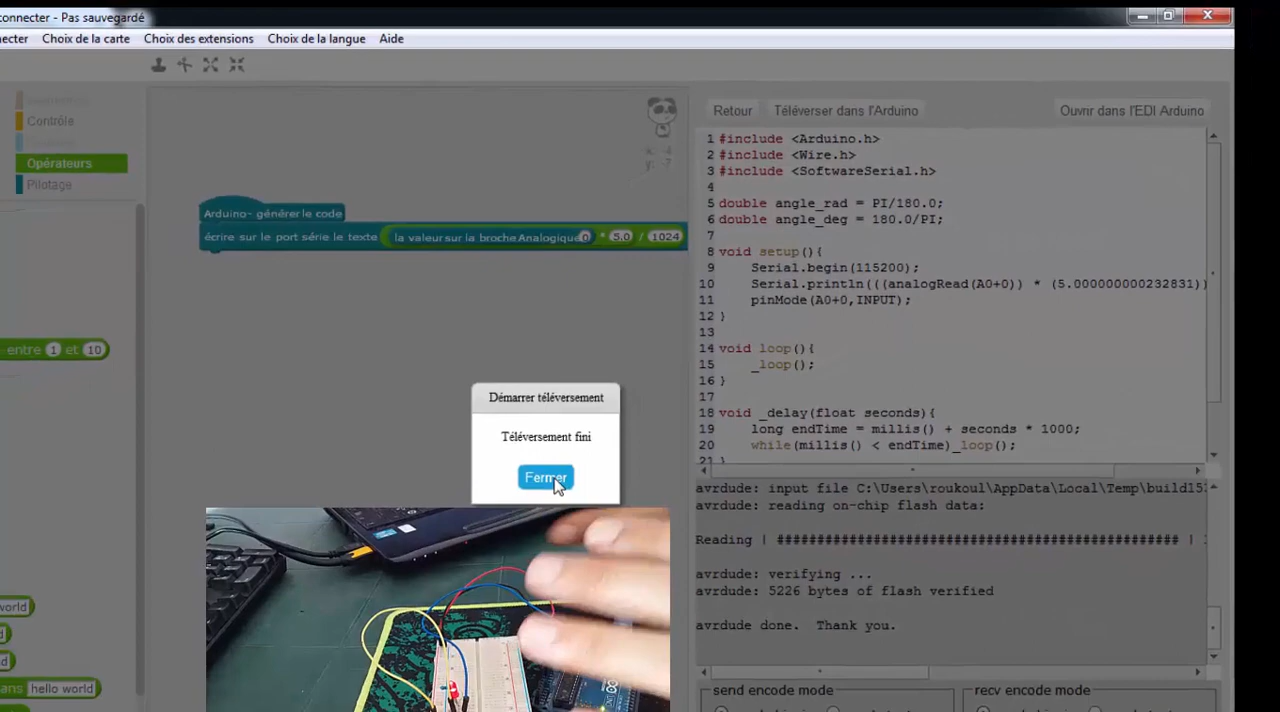 connecter - Pas sauvegardé
necter Choix de la carte Choix des extensions Choix de la langue Aide
Retour Téléverser dans l'Arduino Ouvrir dans l'EDI Arduino
Contrôle
Opérateurs
Pilotage
x: -4
y: -7
Arduino- générer le code
écrire sur le port série le texte la valeur sur la broche Analogique 0 * 5.0 / 1024
entre 1 et 10
world
ans hello world
1 #include <Arduino.h>
2 #include <Wire.h>
3 #include <SoftwareSerial.h>
4
5 double angle_rad = PI/180.0;
6 double angle_deg = 180.0/PI;
7
8 void setup(){
9 Serial.begin(115200);
10 Serial.println(((analogRead(A0+0)) * (5.000000000232831))
11 pinMode(A0+0,INPUT);
12 }
13
14 void loop(){
15 _loop();
16 }
17
18 void _delay(float seconds){
19 long endTime = millis() + seconds * 1000;
20 while(millis() < endTime)_loop();
21 }
Démarrer téléversement
Téléversement fini
Fermer
avrdude: input file C:\Users\roukoul\AppData\Local\Temp\build15
avrdude: reading on-chip flash data:
Reading | ################################################## |
avrdude: verifying ...
avrdude: 5226 bytes of flash verified
avrdude done. Thank you.
send encode mode recv encode mode